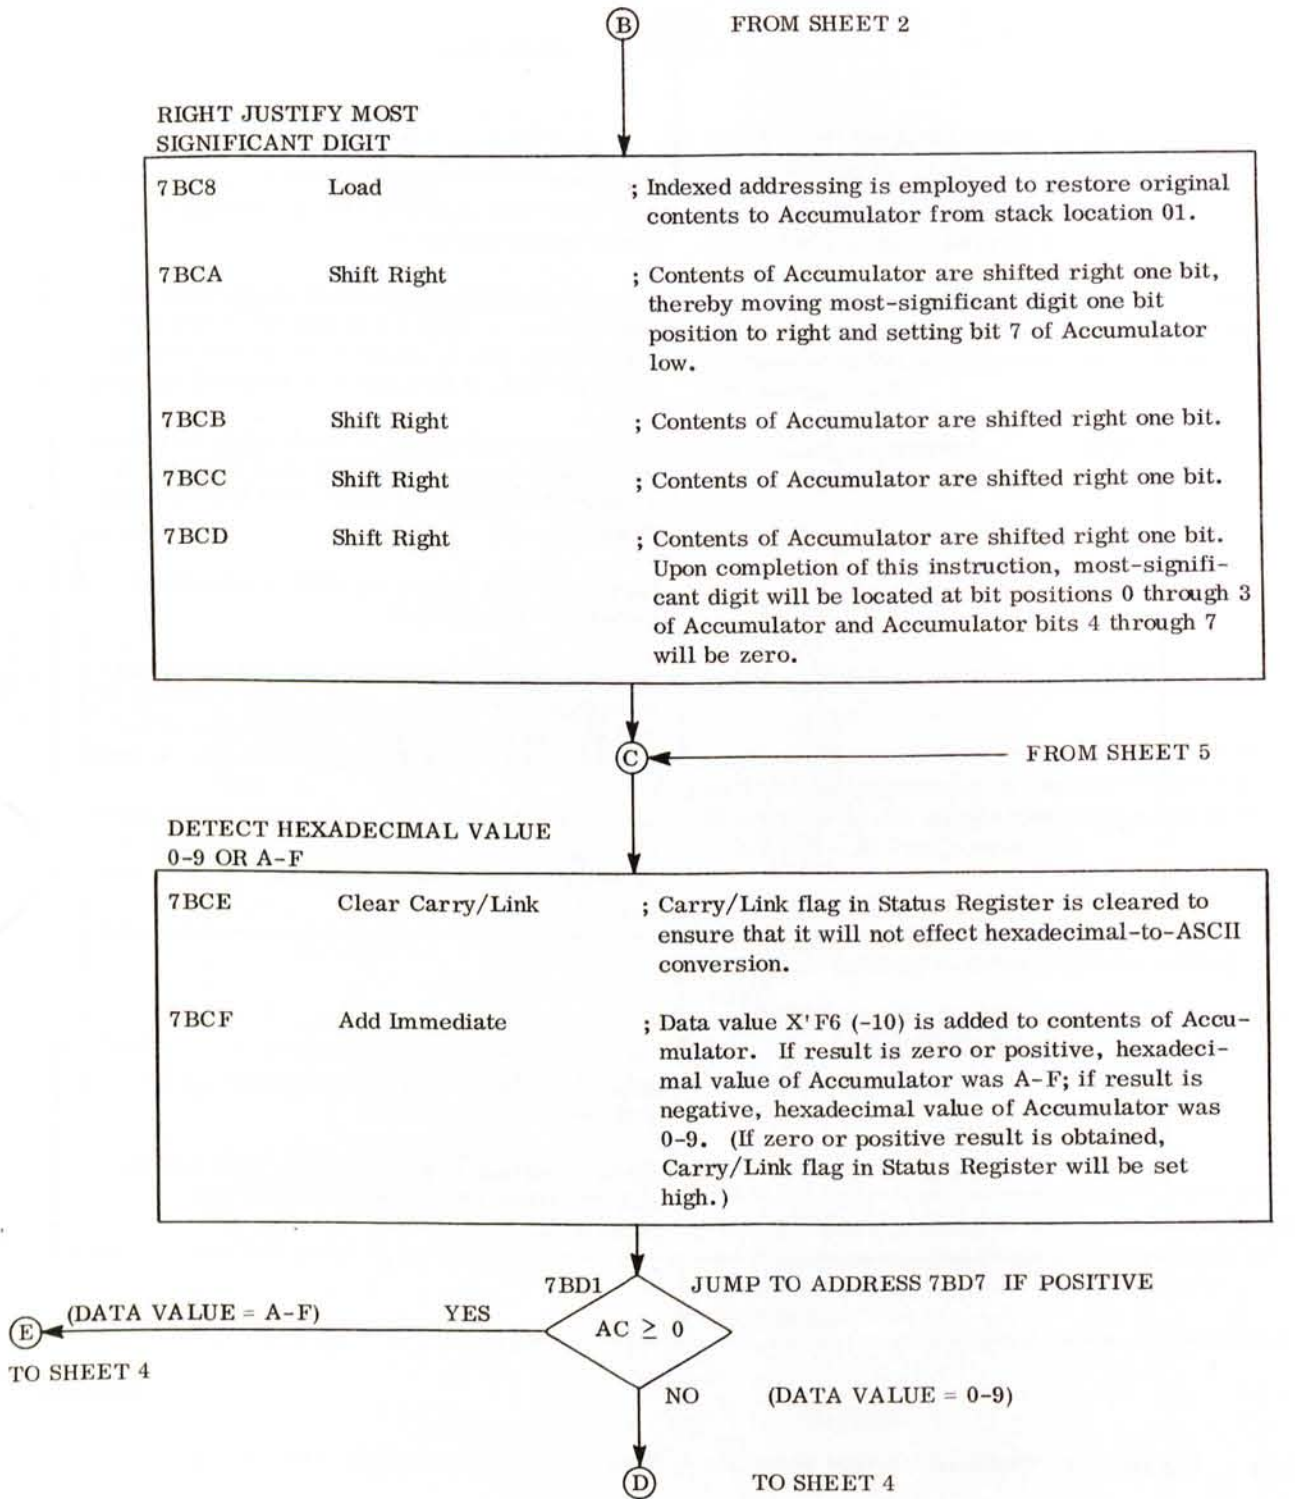 B FROM SHEET 2
RIGHT JUSTIFY MOST
SIGNIFICANT DIGIT
7BC8 Load ; Indexed addressing is employed to restore original
contents to Accumulator from stack location 01.
7BCA Shift Right ; Contents of Accumulator are shifted right one bit,
thereby moving most-significant digit one bit
position to right and setting bit 7 of Accumulator
low.
7BCB Shift Right ; Contents of Accumulator are shifted right one bit.
7BCC Shift Right ; Contents of Accumulator are shifted right one bit.
7BCD Shift Right ; Contents of Accumulator are shifted right one bit.
Upon completion of this instruction, most-signifi-
cant digit will be located at bit positions 0 through 3
of Accumulator and Accumulator bits 4 through 7
will be zero.
C FROM SHEET 5
DETECT HEXADECIMAL VALUE
0-9 OR A-F
7BCE Clear Carry/Link ; Carry/Link flag in Status Register is cleared to
ensure that it will not effect hexadecimal-to-ASCII
conversion.
7BCF Add Immediate ; Data value X'F6 (-10) is added to contents of Accu-
mulator. If result is zero or positive, hexadeci-
mal value of Accumulator was A-F; if result is
negative, hexadecimal value of Accumulator was
0-9. (If zero or positive result is obtained,
Carry/Link flag in Status Register will be set
high.)
7BD1 JUMP TO ADDRESS 7BD7 IF POSITIVE
(DATA VALUE = A-F) YES
E AC ≥ 0
TO SHEET 4
NO (DATA VALUE = 0-9)
D TO SHEET 4